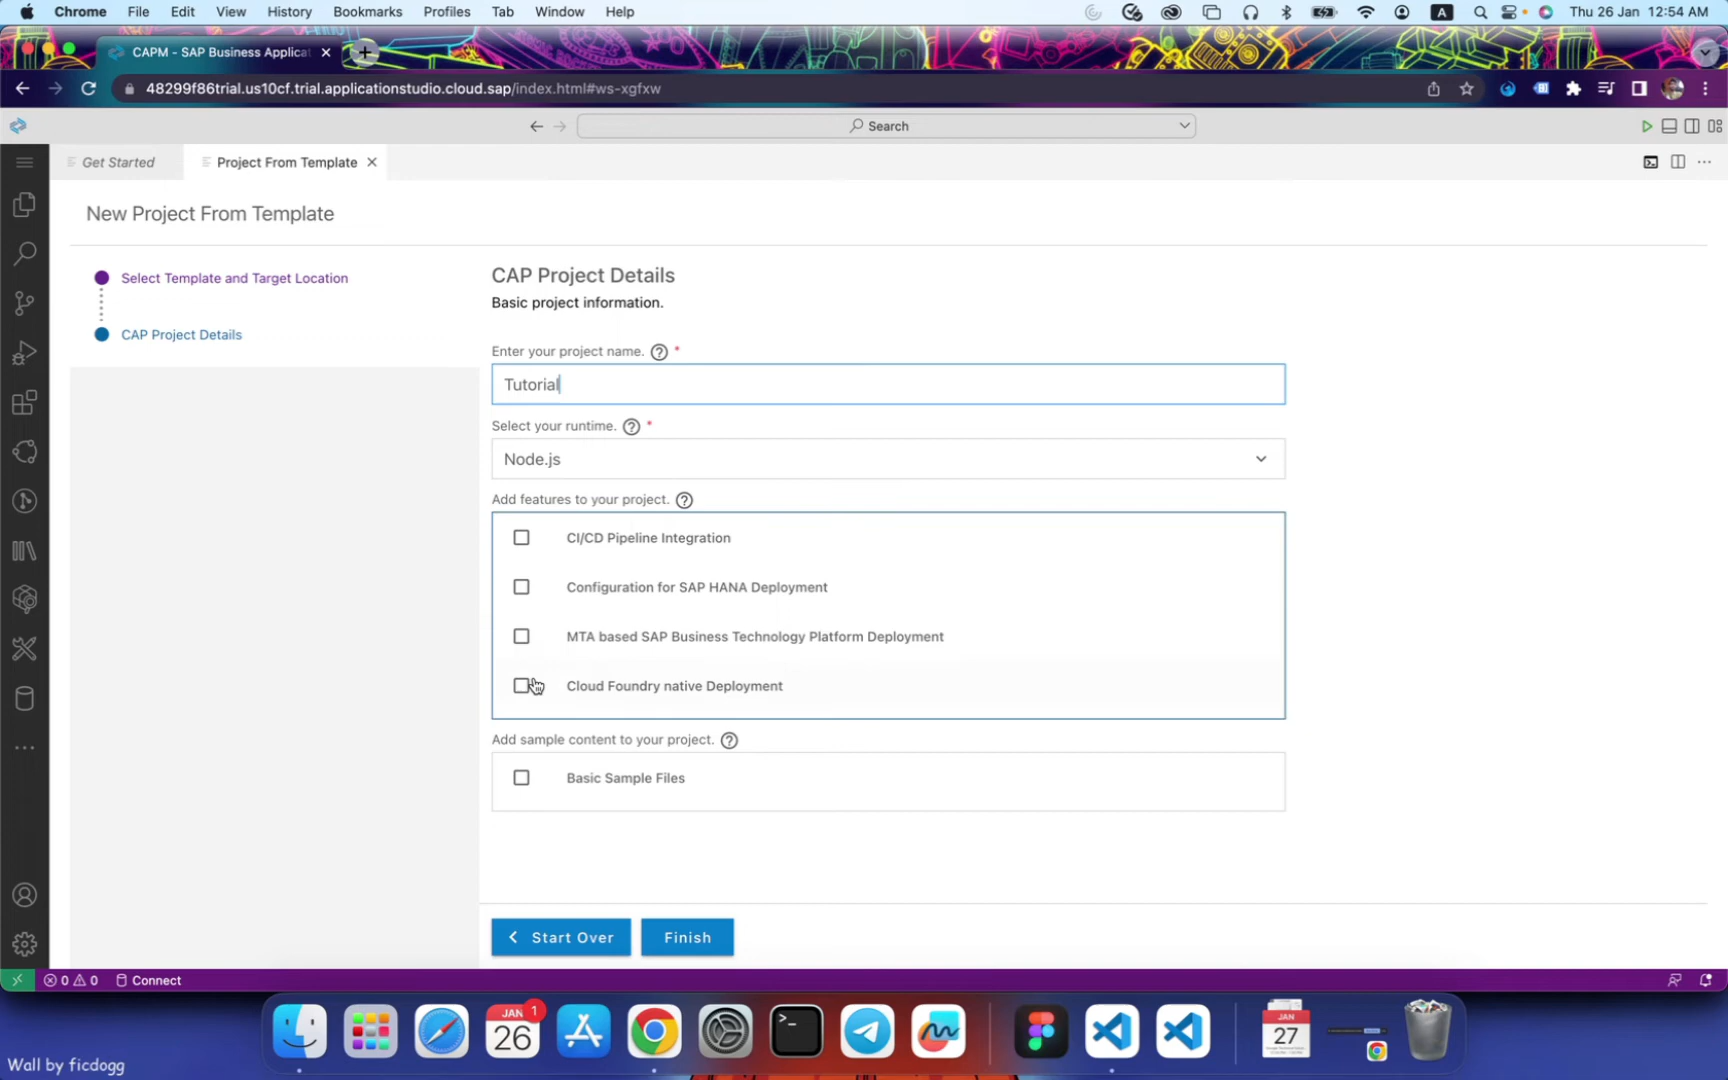 Chrome File Edit View History Bookmarks Profiles Tab Window Help A Thu 26 Jan 12:54 AM
CAPM - SAP Business Applicat
48299f86trial.us10cf.trial.applicationstudio.cloud.sap/index.html#ws-xgfxw
Search
Get Started Project From Template
New Project From Template
Select Template and Target Location
CAP Project Details
CAP Project Details
Basic project information.
Enter your project name. ? *
Tutorial
Select your runtime. ? *
Node.js
Add features to your project. ?
CI/CD Pipeline Integration
Configuration for SAP HANA Deployment
MTA based SAP Business Technology Platform Deployment
Cloud Foundry native Deployment
Add sample content to your project. ?
Basic Sample Files
< Start Over Finish
0 0 Connect
JAN 26 1
JAN 27
Wall by ficdogg